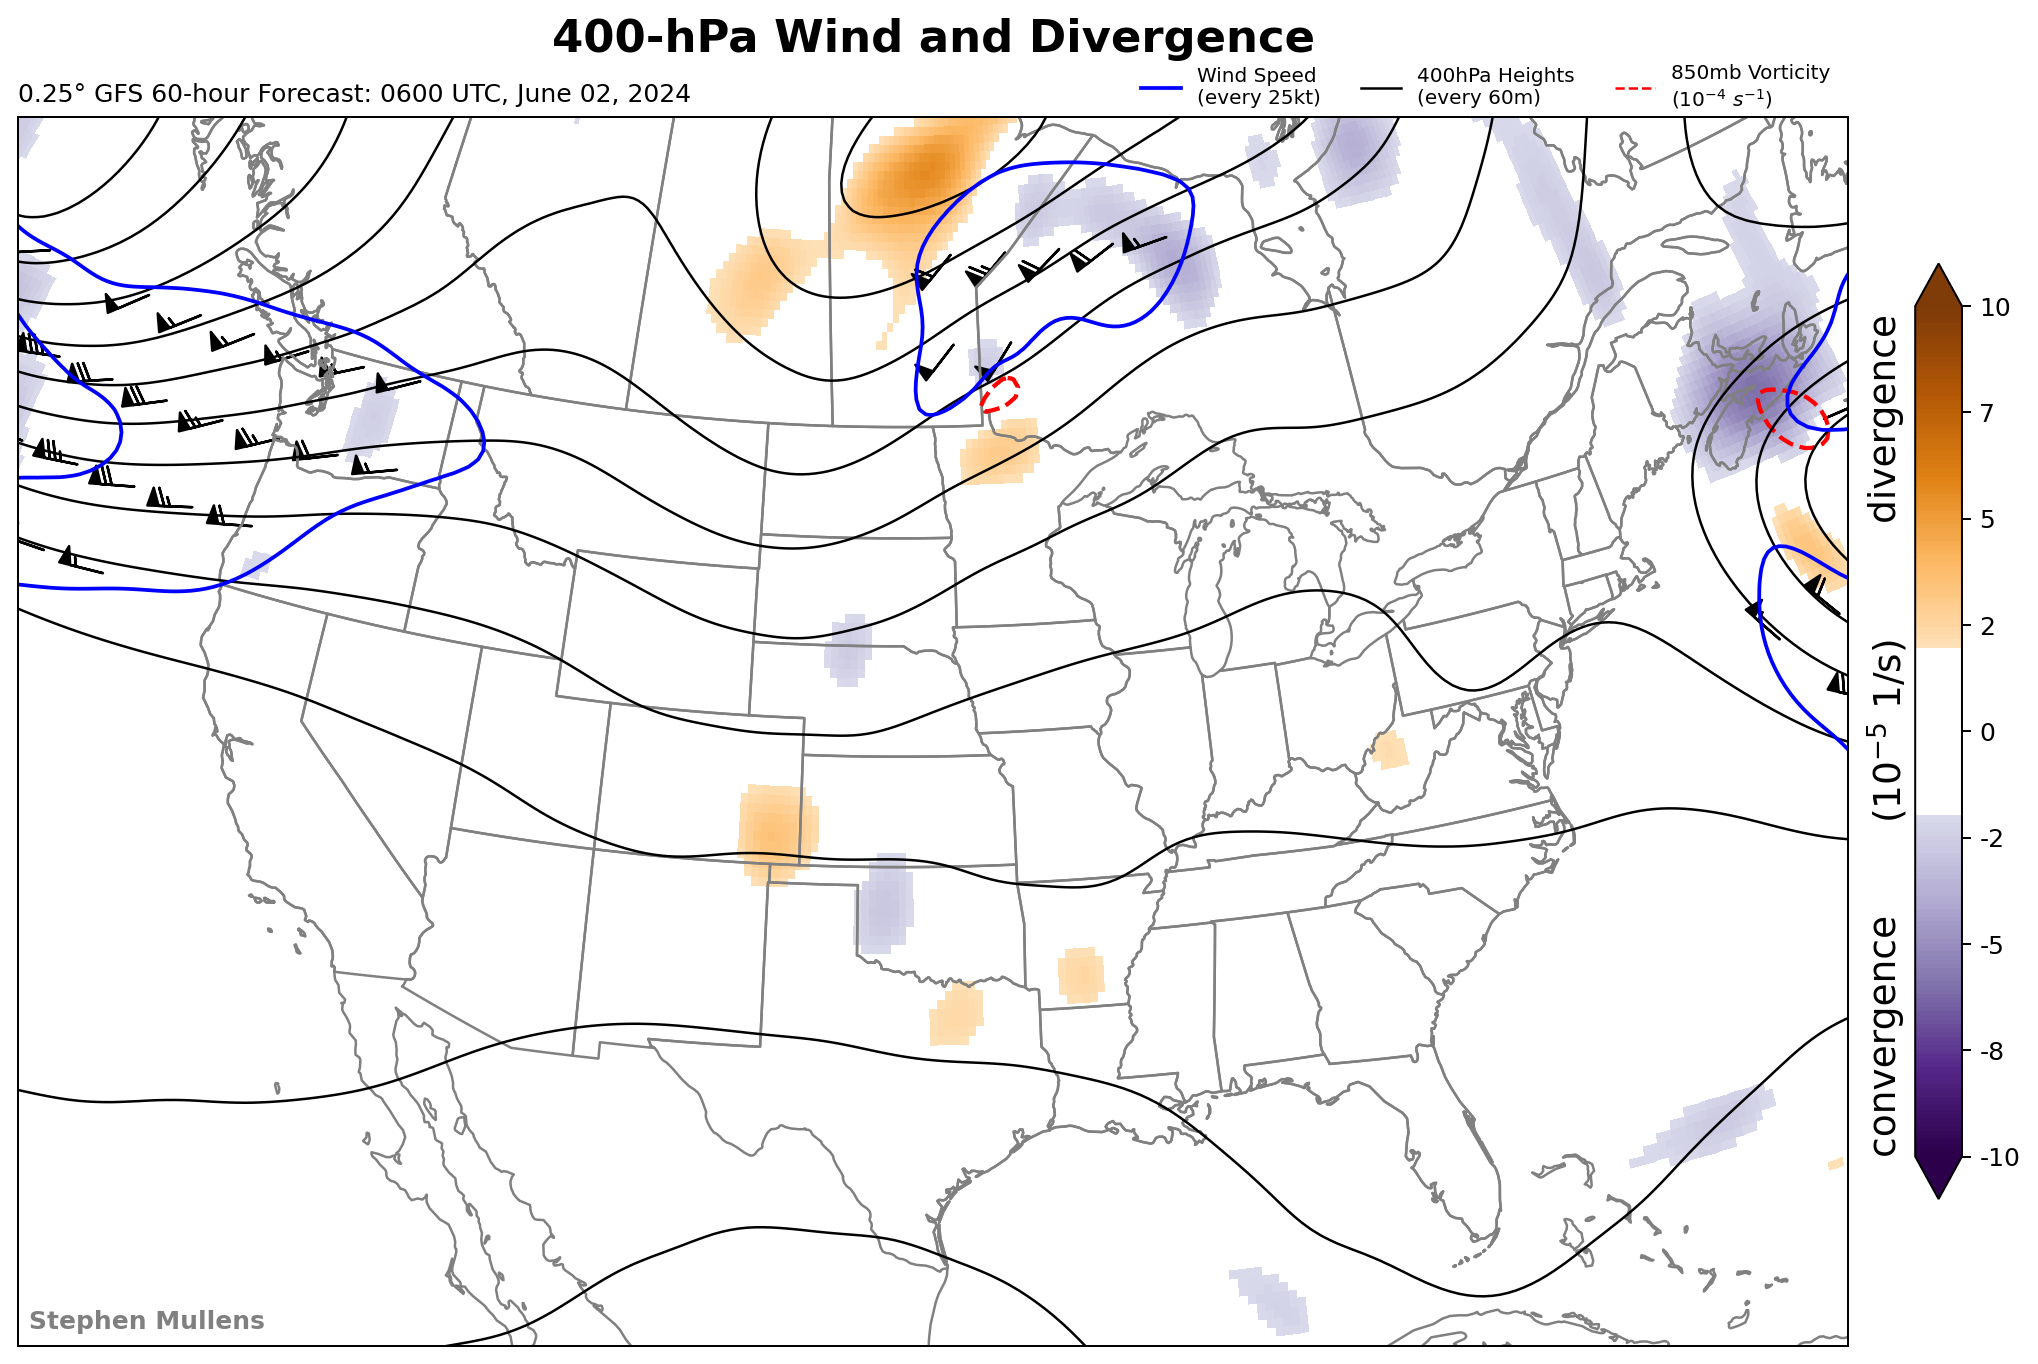 400-hPa Wind and Divergence
0.25° GFS 60-hour Forecast: 0600 UTC, June 02, 2024
Wind Speed
(every 25kt)
400hPa Heights
(every 60m)
850mb Vorticity
(10⁻⁴ s⁻¹)
10
7
5
2
0
-2
-5
-8
-10
convergence (10⁻⁵ 1/s) divergence
Stephen Mullens